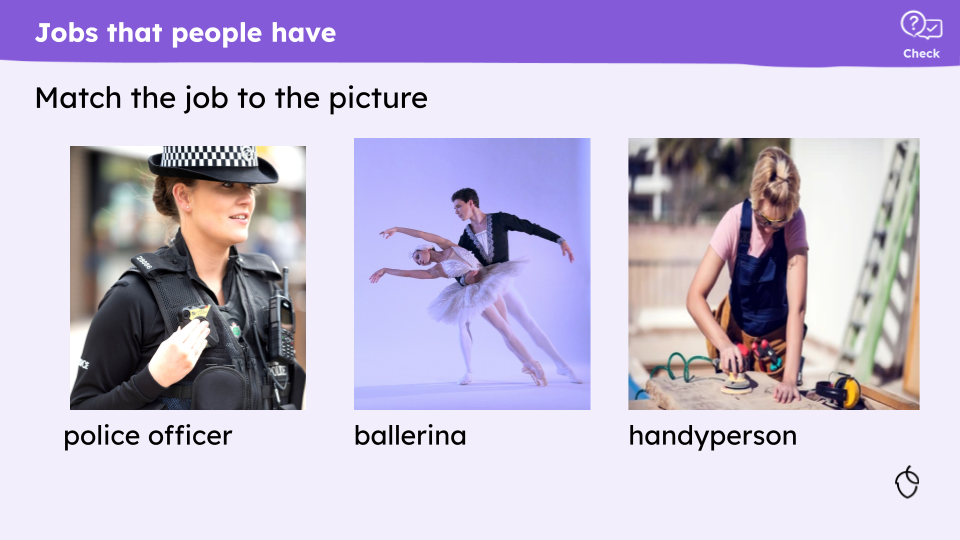 Jobs that people have
Check
Match the job to the picture
police officer
ballerina
handyperson